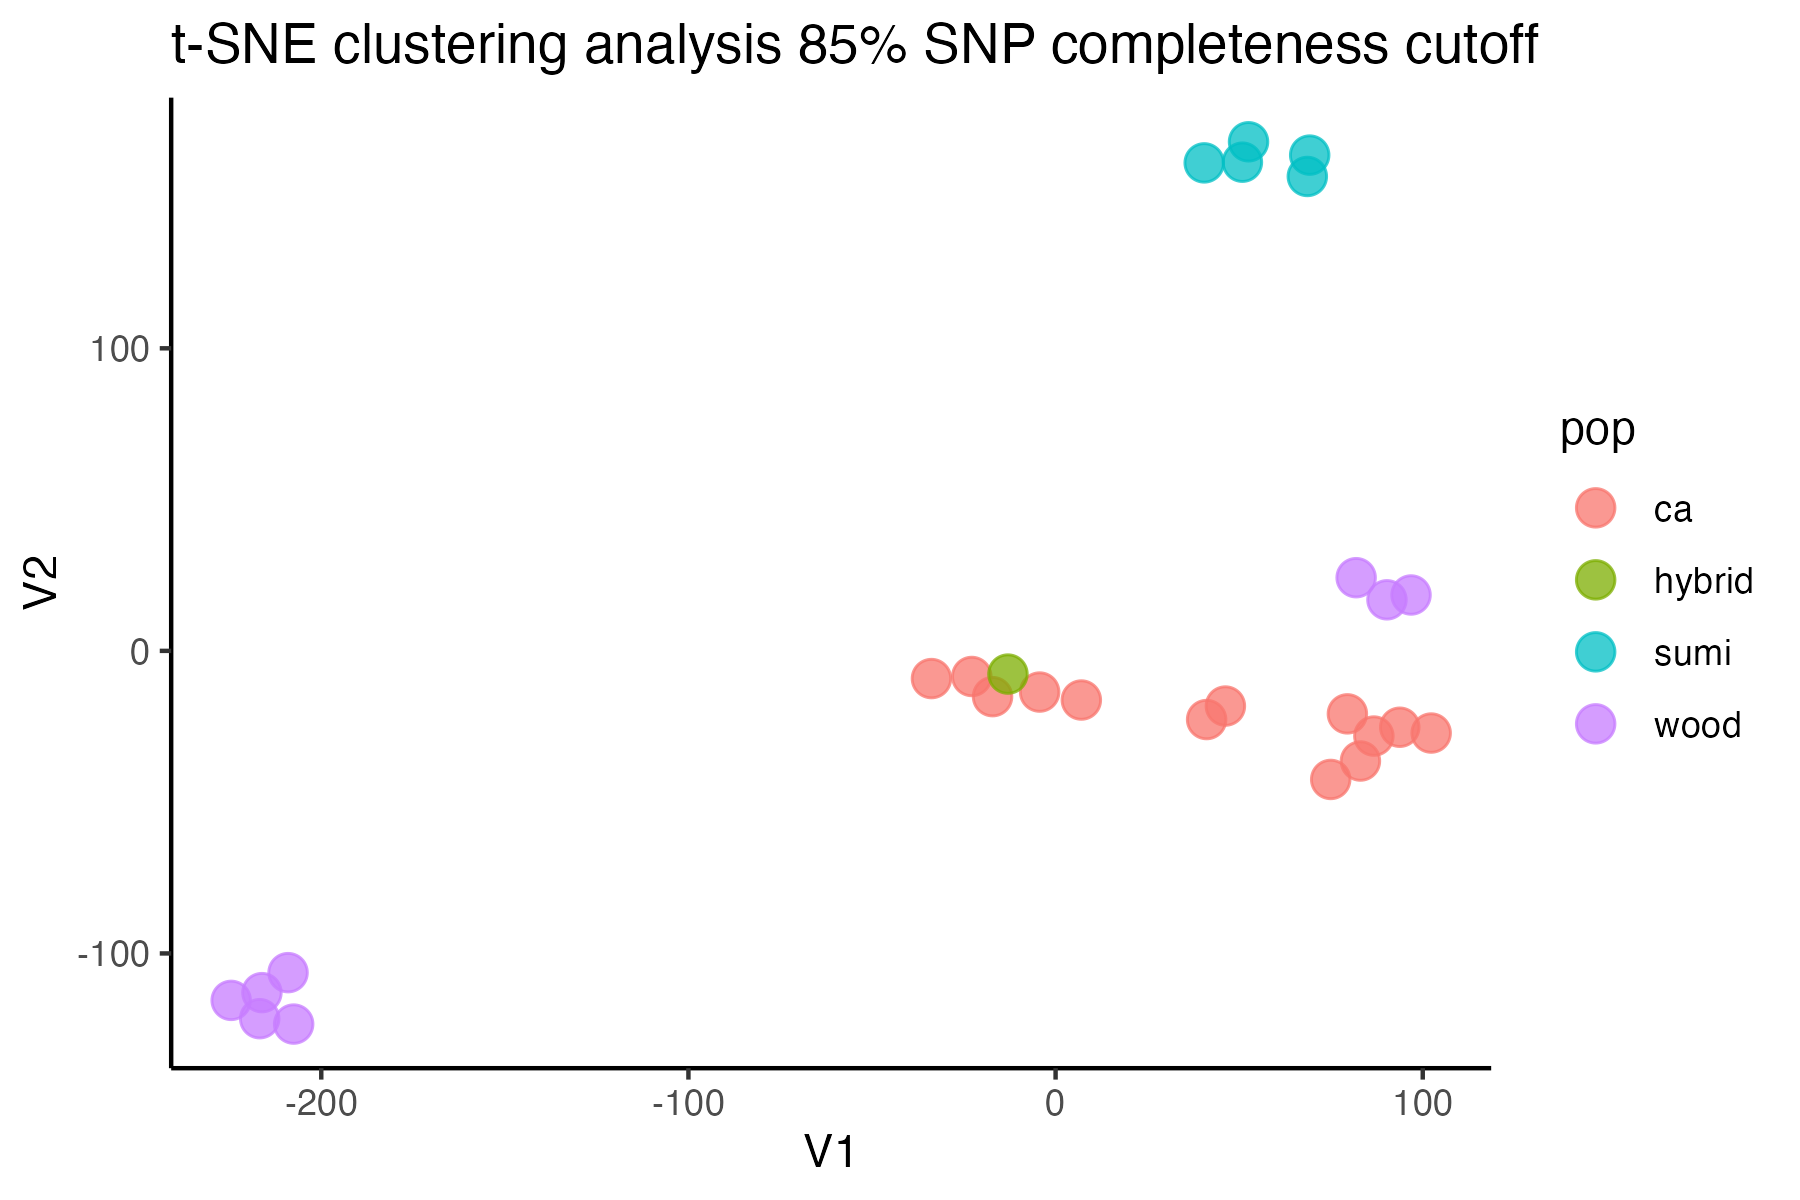 t-SNE clustering analysis 85% SNP completeness cutoff
100
0
-100
V2
-200
-100
0
100
V1
pop
ca
hybrid
sumi
wood